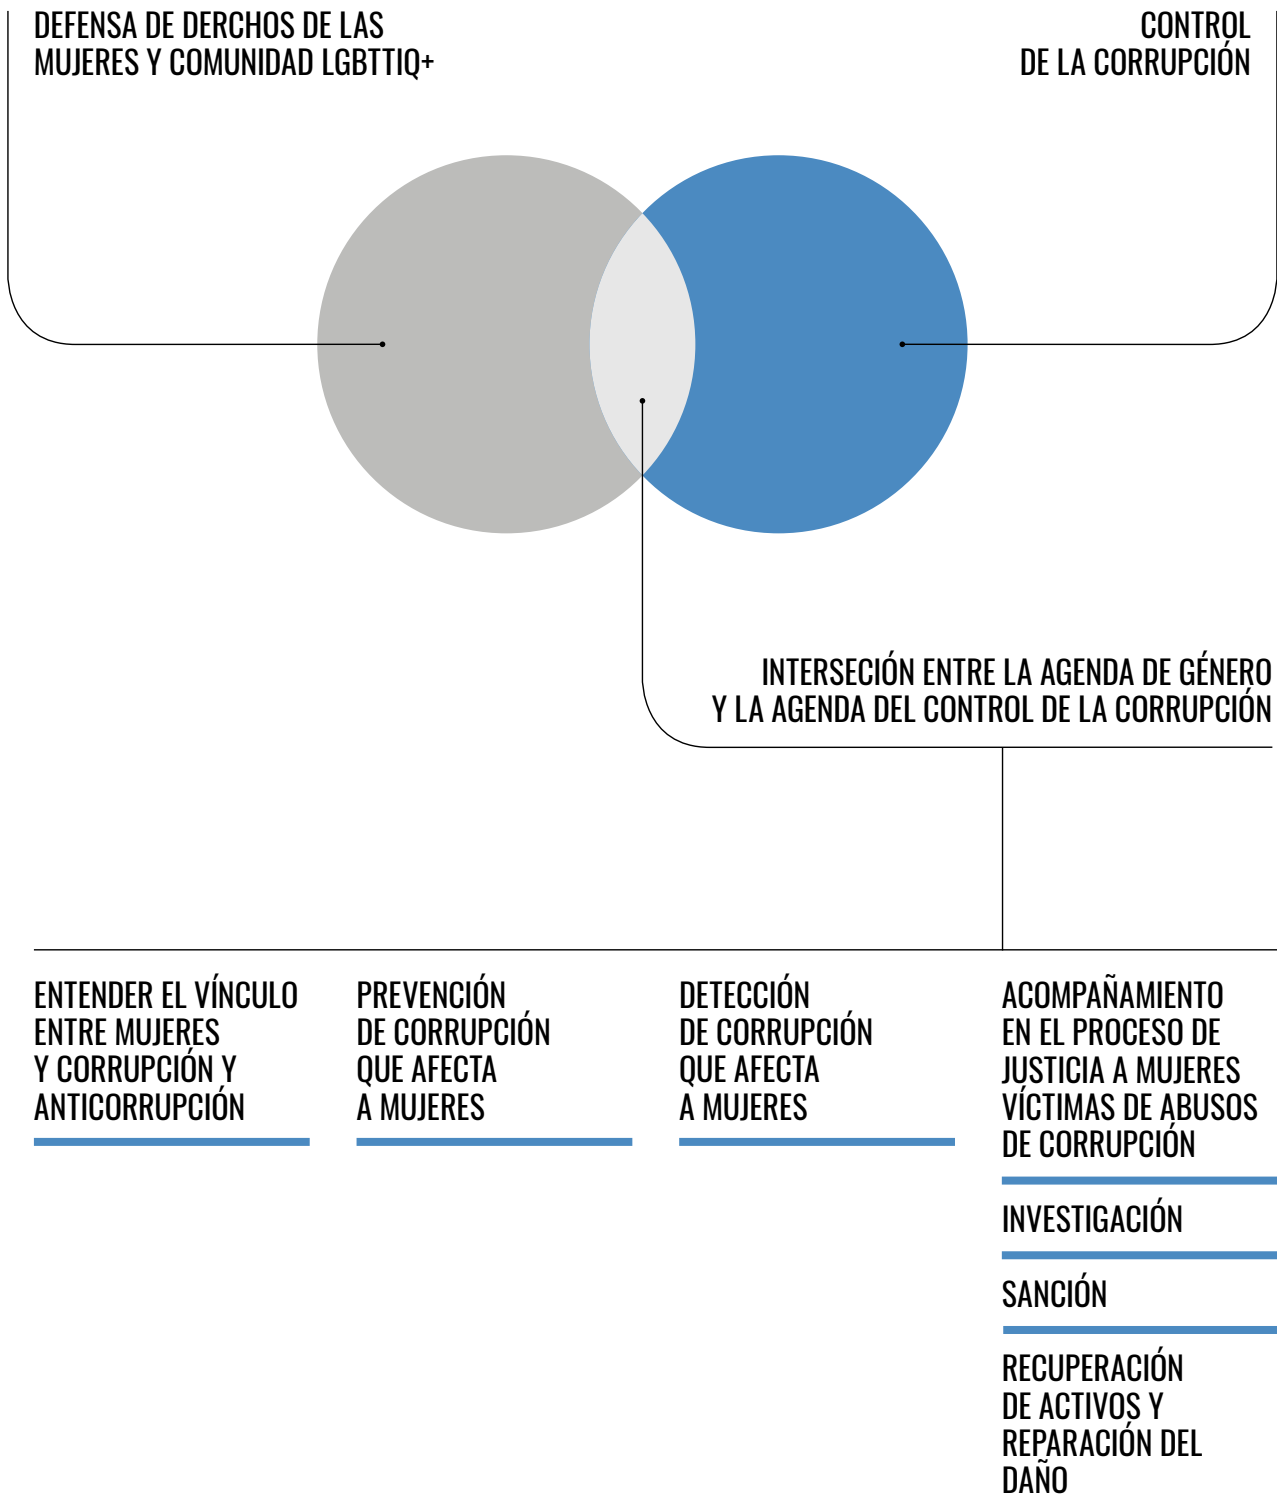 DEFENSA DE DERCHOS DE LAS
MUJERES Y COMUNIDAD LGBTTIQ+
CONTROL
DE LA CORRUPCIÓN
INTERSECIÓN ENTRE LA AGENDA DE GÉNERO
Y LA AGENDA DEL CONTROL DE LA CORRUPCIÓN
ENTENDER EL VÍNCULO
ENTRE MUJERES
Y CORRUPCIÓN Y
ANTICORRUPCIÓN
PREVENCIÓN
DE CORRUPCIÓN
QUE AFECTA
A MUJERES
DETECCIÓN
DE CORRUPCIÓN
QUE AFECTA
A MUJERES
ACOMPAÑAMIENTO
EN EL PROCESO DE
JUSTICIA A MUJERES
VÍCTIMAS DE ABUSOS
DE CORRUPCIÓN
INVESTIGACIÓN
SANCIÓN
RECUPERACIÓN
DE ACTIVOS Y
REPARACIÓN DEL
DAÑO